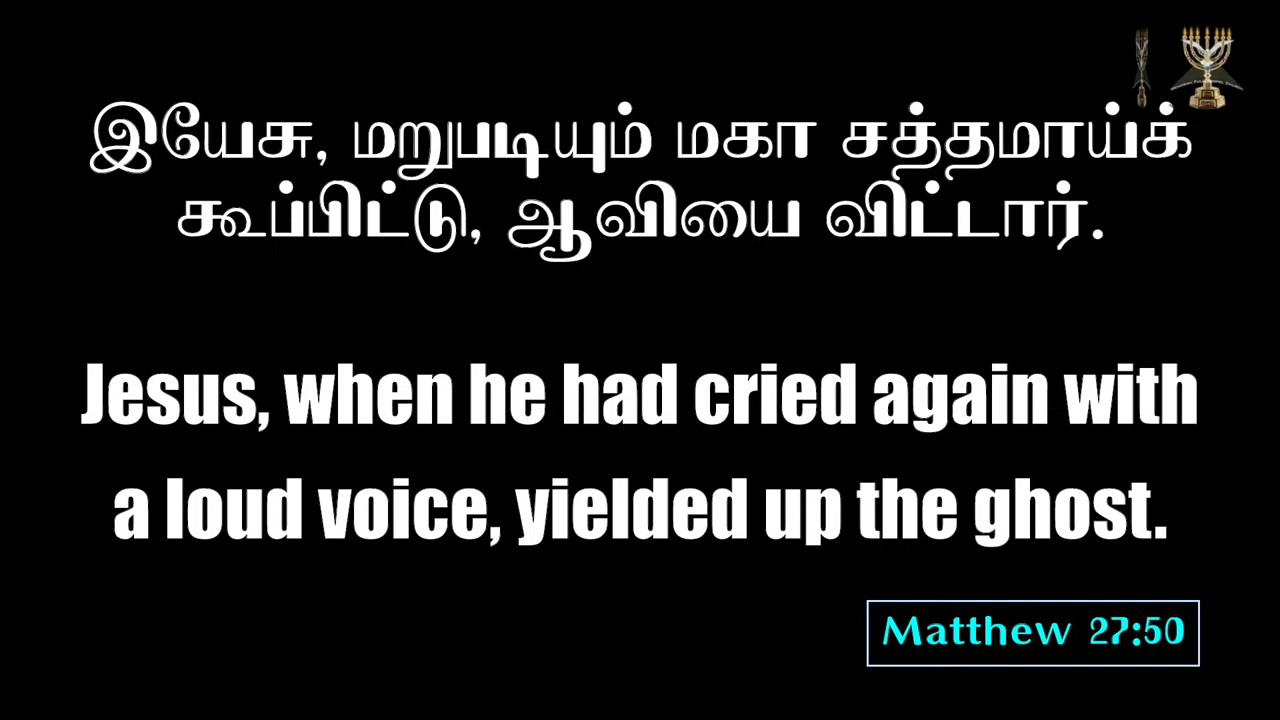 இயேசு, மறுபடியும் மகா சத்தமாய்க்
கூப்பிட்டு, ஆவியை விட்டார்.
Jesus, when he had cried again with
a loud voice, yielded up the ghost.
Matthew 27:50